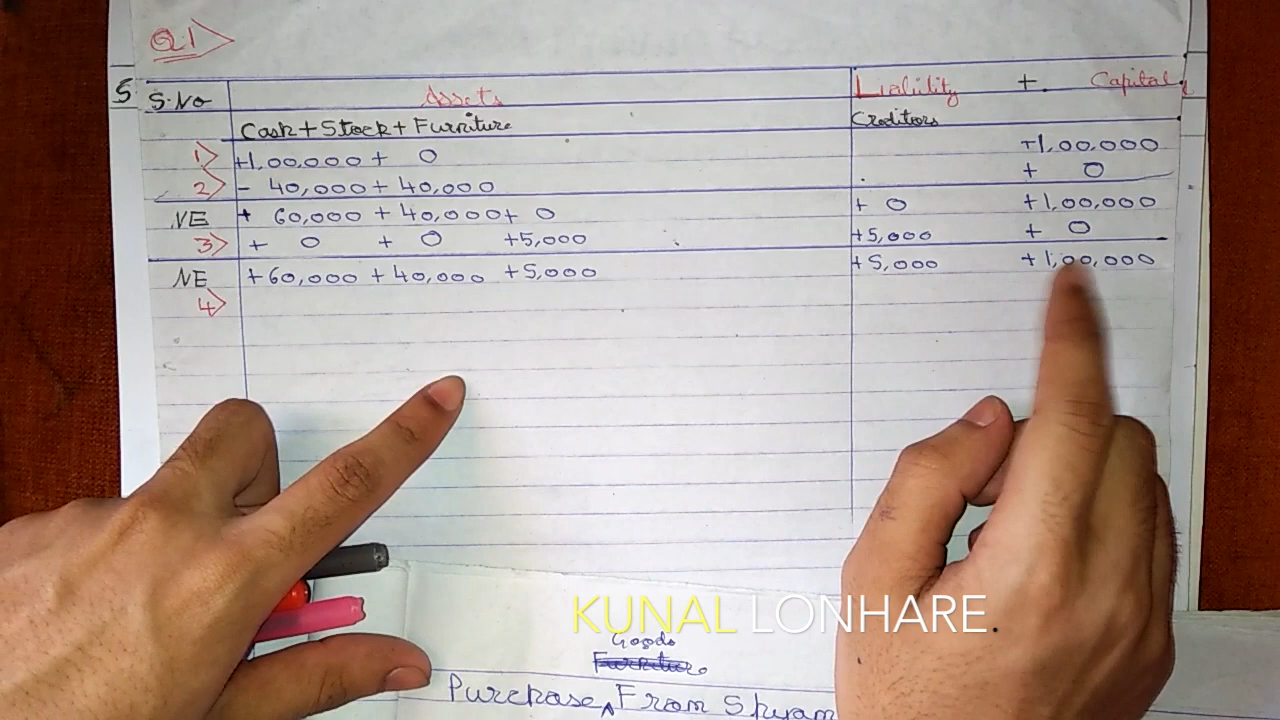 Q.1
S S.No Assets Liability + Capital
Cash + Stock + Furniture Creditors
1> +1,00,000 + 0 +1,00,000
2> - 40,000 + 40,000 + 0
NE + 60,000 + 40,000 + 0 + 0 +1,00,000
3> + 0 + 0 +5,000 +5,000 + 0
NE +60,000 +40,000 +5,000 +5,000 +1,00,000
4>
KUNAL LONHARE.
Goods
Purchase From Shyam